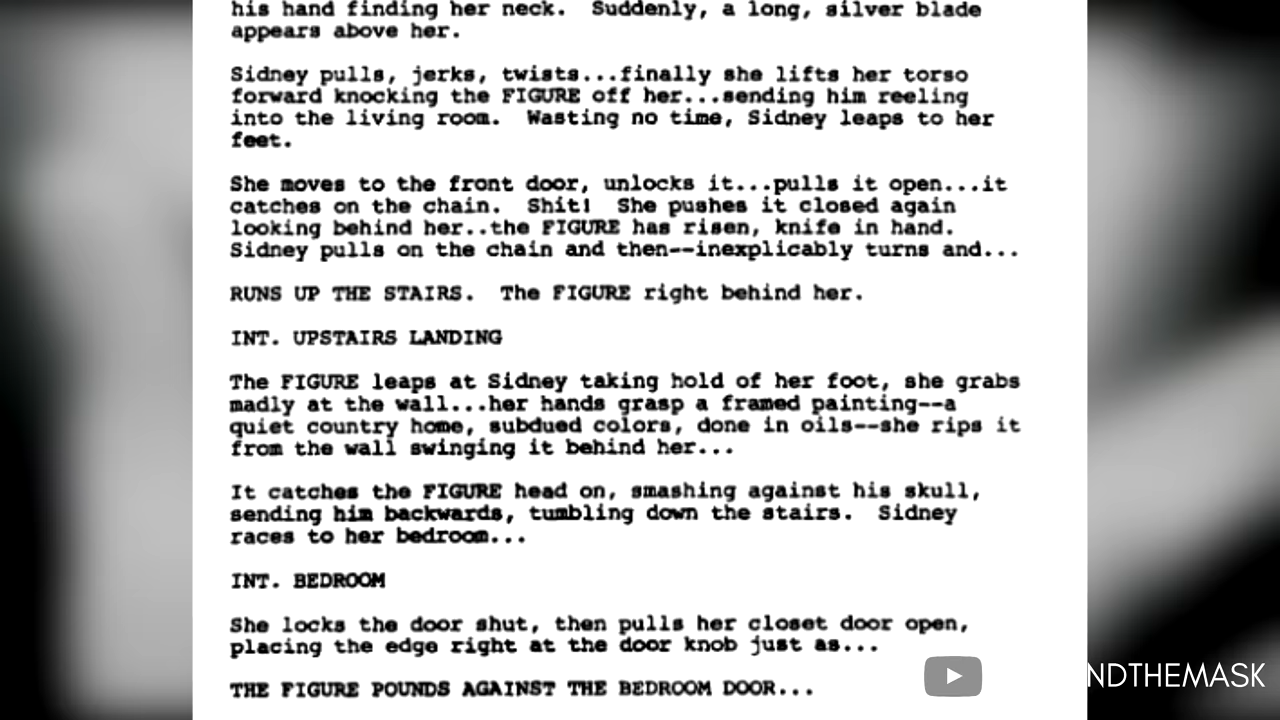 his hand finding her neck.  Suddenly, a long, silver blade
appears above her.
Sidney pulls, jerks, twists...finally she lifts her torso
forward knocking the FIGURE off her...sending him reeling
into the living room.  Wasting no time, Sidney leaps to her
feet.
She moves to the front door, unlocks it...pulls it open...it
catches on the chain.  Shit!  She pushes it closed again
looking behind her..the FIGURE has risen, knife in hand.
Sidney pulls on the chain and then--inexplicably turns and...
RUNS UP THE STAIRS.  The FIGURE right behind her.
INT. UPSTAIRS LANDING
The FIGURE leaps at Sidney taking hold of her foot, she grabs
madly at the wall...her hands grasp a framed painting--a
quiet country home, subdued colors, done in oils--she rips it
from the wall swinging it behind her...
It catches the FIGURE head on, smashing against his skull,
sending him backwards, tumbling down the stairs.  Sidney
races to her bedroom...
INT. BEDROOM
She locks the door shut, then pulls her closet door open,
placing the edge right at the door knob just as...
THE FIGURE POUNDS AGAINST THE BEDROOM DOOR...
NDTHEMASK